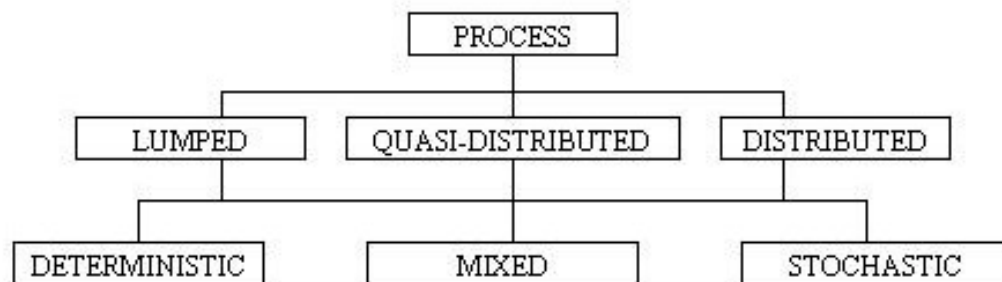 PROCESS
LUMPED QUASI-DISTRIBUTED DISTRIBUTED
DETERMINISTIC MIXED STOCHASTIC